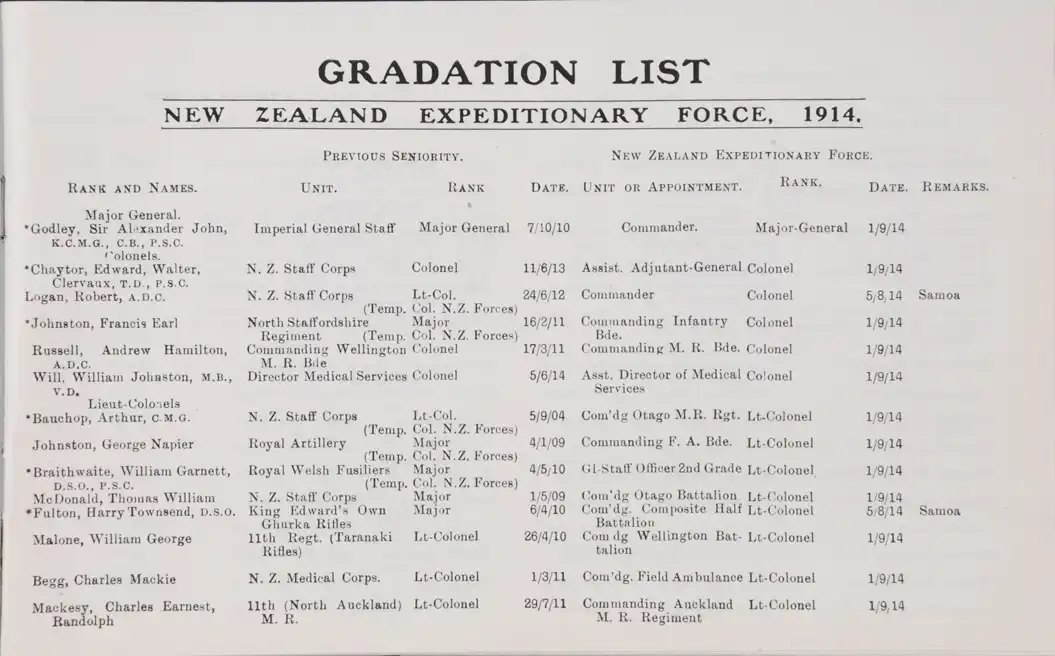 GRADATION LIST
NEW ZEALAND EXPEDITIONARY FORCE, 1914.
PREVIOUS SENIORITY. NEW ZEALAND EXPEDITIONARY FORCE.
RANK AND NAMES. UNIT. RANK DATE. UNIT OR APPOINTMENT. RANK. DATE. REMARKS.
Major General.
*Godley, Sir Alexander John, Imperial General Staff Major General 7/10/10 Commander. Major-General 1/9/14
K.C.M.G., C.B., P.S.C.
Colonels.
*Chaytor, Edward, Walter, N. Z. Staff Corps Colonel 11/6/13 Assist. Adjutant-General Colonel 1/9/14
Clervaux, T.D., P.S.C.
Logan, Robert, A.D.C. N. Z. Staff Corps Lt-Col. 24/6/12 Commander Colonel 5/8/14 Samoa
(Temp. Col. N.Z. Forces)
*Johnston, Francis Earl North Staffordshire Major 16/2/11 Commanding Infantry Colonel 1/9/14
Regiment (Temp. Col. N.Z. Forces) Bde.
Russell, Andrew Hamilton, Commanding Wellington Colonel 17/3/11 Commanding M. R. Bde. Colonel 1/9/14
A.D.C. M. R. Bde
Will, William Johnston, M.B., Director Medical Services Colonel 5/6/14 Asst. Director of Medical Colonel 1/9/14
V.D. Services
Lieut-Colonels
*Bauchop, Arthur, C.M.G. N. Z. Staff Corps Lt-Col. 5/9/04 Com'dg Otago M.R. Rgt. Lt-Colonel 1/9/14
(Temp. Col. N.Z. Forces)
Johnston, George Napier Royal Artillery Major 4/1/09 Commanding F. A. Bde. Lt-Colonel 1/9/14
(Temp. Col. N.Z. Forces)
*Braithwaite, William Garnett, Royal Welsh Fusiliers Major 4/5/10 Gl-Staff Officer 2nd Grade Lt-Colonel 1/9/14
D.S.O., P.S.C. (Temp. Col. N.Z. Forces)
McDonald, Thomas William N. Z. Staff Corps Major 1/5/09 Com'dg Otago Battalion Lt-Colonel 1/9/14
*Fulton, Harry Townsend, D.S.O. King Edward's Own Major 6/4/10 Com'dg. Composite Half Lt-Colonel 5/8/14 Samoa
Ghurka Rifles Battalion
Malone, William George 11th Regt. (Taranaki Lt-Colonel 26/4/10 Com dg Wellington Bat- Lt-Colonel 1/9/14
Rifles) talion
Begg, Charles Mackie N. Z. Medical Corps. Lt-Colonel 1/3/11 Com'dg. Field Ambulance Lt-Colonel 1/9/14
Mackesy, Charles Earnest, 11th (North Auckland) Lt-Colonel 29/7/11 Commanding Auckland Lt-Colonel 1/9/14
Randolph M. R. M. R. Regiment